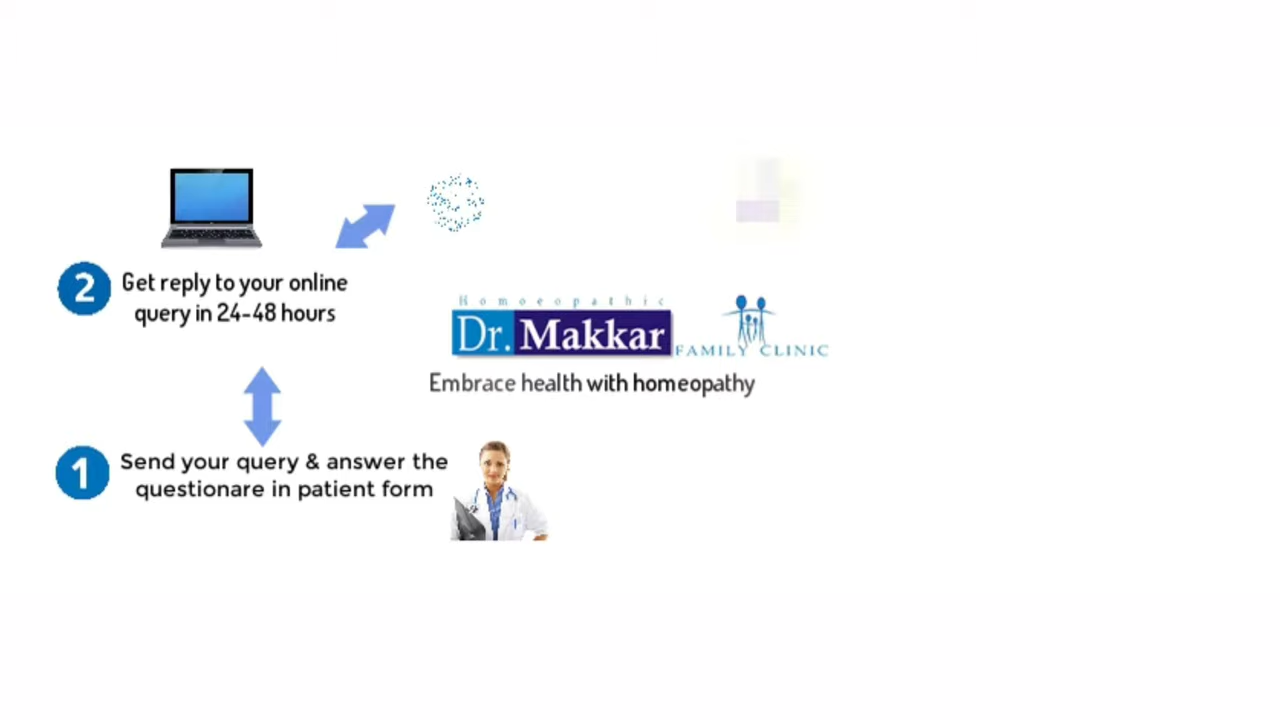 2
Get reply to your online
query in 24-48 hours
Homoeopathic
Dr. Makkar
FAMILY CLINIC
Embrace health with homeopathy
1
Send your query & answer the
questionare in patient form